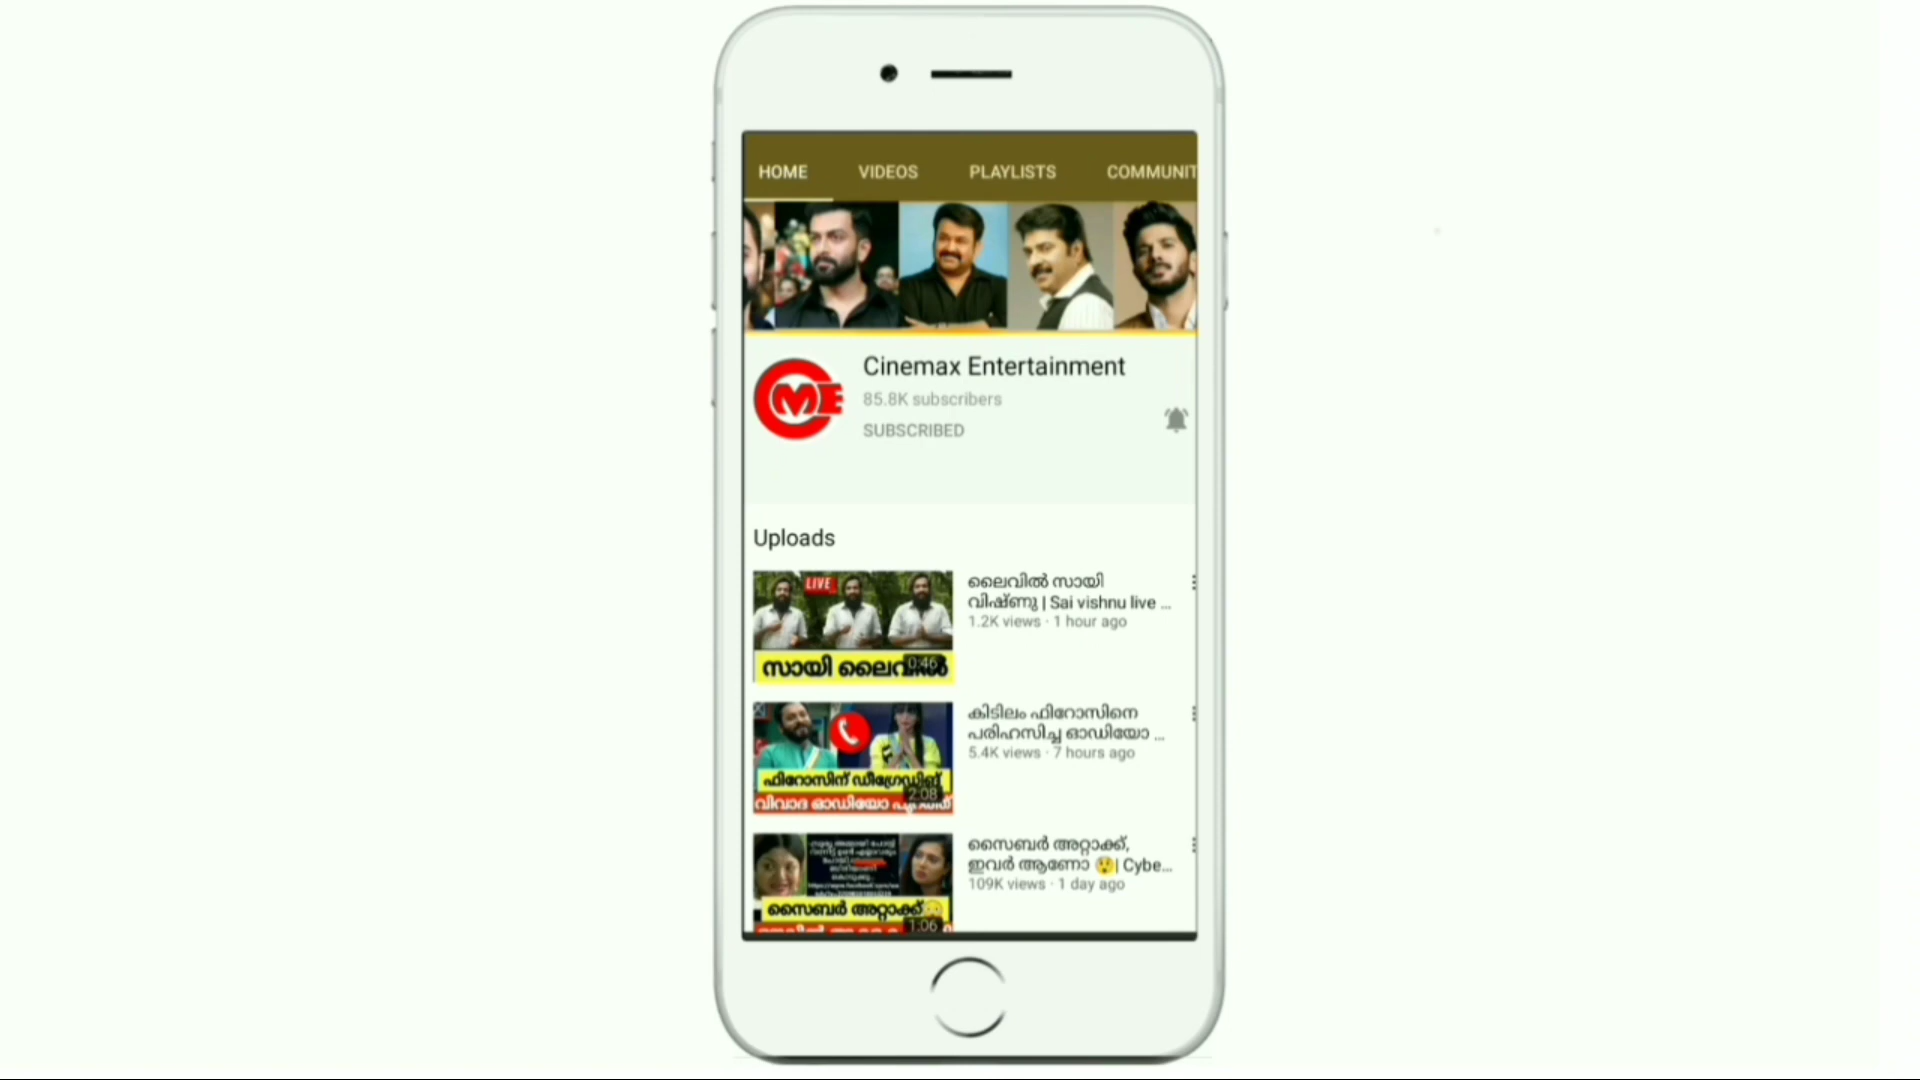 HOME VIDEOS PLAYLISTS COMMUNIT
Cinemax Entertainment
85.8K subscribers
SUBSCRIBED
Uploads
LIVE
സായി ലൈവിൽ
0:46
ലൈവിൽ സായി
വിഷ്ണു | Sai vishnu live ...
1.2K views · 1 hour ago
ഫിറോസിന് ഡീഗ്രേഡിങ്ങ്
വിവാദ ഓഡിയോ
2:08
കിടിലം ഫിറോസിനെ
പരിഹസിച്ച ഓഡിയോ ...
5.4K views · 7 hours ago
സൈബർ അറ്റാക്ക്
1:06
സൈബർ അറ്റാക്ക്,
ഇവർ ആണോ 😲| Cybe...
109K views · 1 day ago